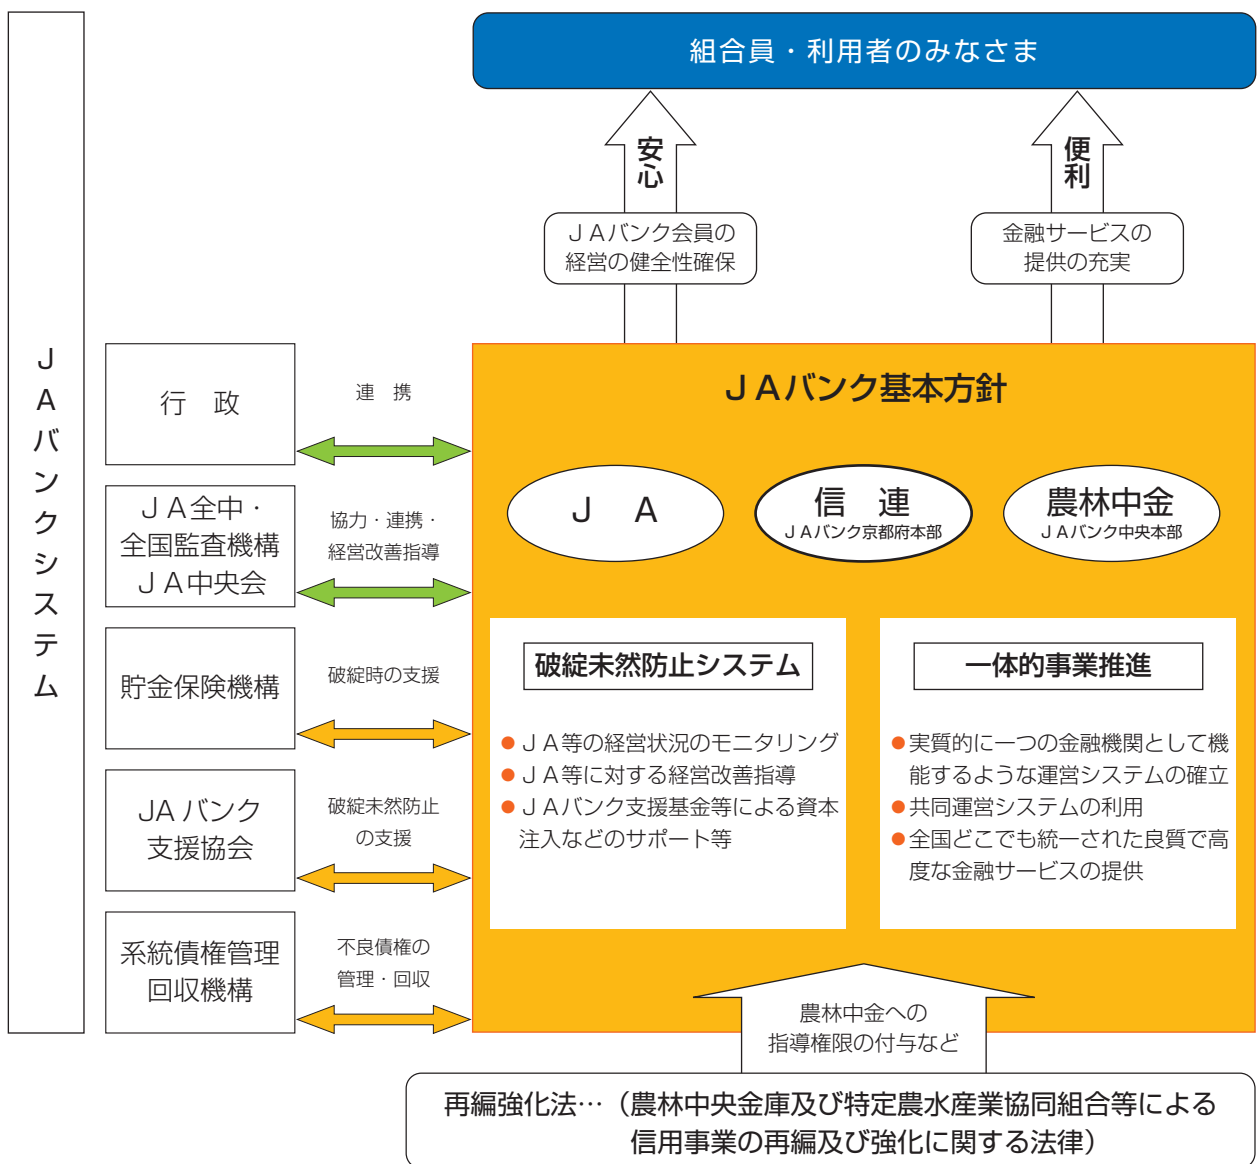 JAバンクシステム
組合員・利用者のみなさま
安心
便利
JAバンク会員の
経営の健全性確保
金融サービスの
提供の充実
行 政
連 携
JA全中・
全国監査機構
JA中央会
協力・連携・
経営改善指導
貯金保険機構
破綻時の支援
JAバンク
支援協会
破綻未然防止
の支援
系統債権管理
回収機構
不良債権の
管理・回収
JAバンク基本方針
J A
信 連
JAバンク京都府本部
農林中金
JAバンク中央本部
破綻未然防止システム
●JA等の経営状況のモニタリング
●JA等に対する経営改善指導
●JAバンク支援基金等による資本
注入などのサポート等
一体的事業推進
●実質的に一つの金融機関として機
能するような運営システムの確立
●共同運営システムの利用
●全国どこでも統一された良質で高
度な金融サービスの提供
農林中金への
指導権限の付与など
再編強化法…（農林中央金庫及び特定農水産業協同組合等による
信用事業の再編及び強化に関する法律）